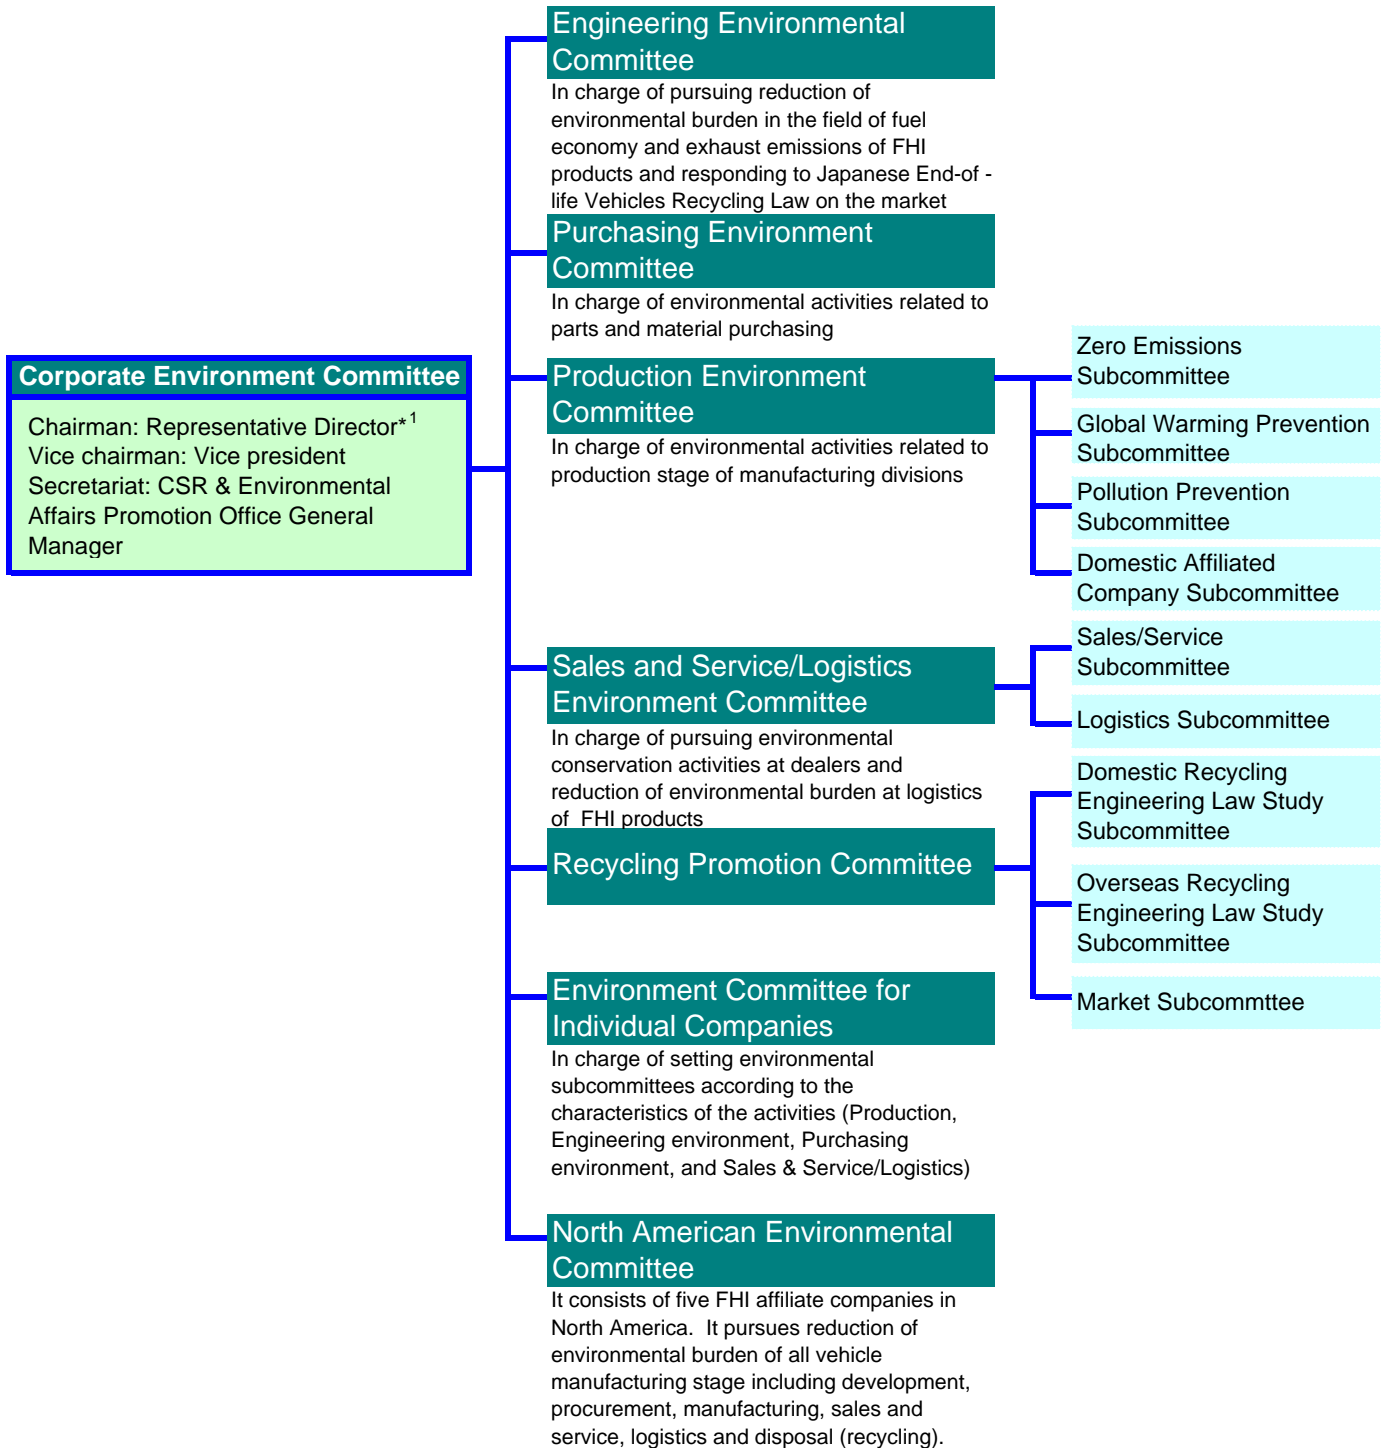 Engineering Environmental
Committee
In charge of pursuing reduction of
environmental burden in the field of fuel
economy and exhaust emissions of FHI
products and responding to Japanese End-of -
life Vehicles Recycling Law on the market
Purchasing Environment
Committee
In charge of environmental activities related to
parts and material purchasing
Corporate Environment Committee
Chairman: Representative Director*1
Vice chairman: Vice president
Secretariat: CSR & Environmental
Affairs Promotion Office General
Manager
Production Environment
Committee
In charge of environmental activities related to
production stage of manufacturing divisions
Zero Emissions
Subcommittee
Global Warming Prevention
Subcommittee
Pollution Prevention
Subcommittee
Domestic Affiliated
Company Subcommittee
Sales and Service/Logistics
Environment Committee
In charge of pursuing environmental
conservation activities at dealers and
reduction of environmental burden at logistics
of  FHI products
Sales/Service
Subcommittee
Logistics Subcommittee
Recycling Promotion Committee
Domestic Recycling
Engineering Law Study
Subcommittee
Overseas Recycling
Engineering Law Study
Subcommittee
Market Subcommttee
Environment Committee for
Individual Companies
In charge of setting environmental
subcommittees according to the
characteristics of the activities (Production,
Engineering environment, Purchasing
environment, and Sales & Service/Logistics)
North American Environmental
Committee
It consists of five FHI affiliate companies in
North America.  It pursues reduction of
environmental burden of all vehicle
manufacturing stage including development,
procurement, manufacturing, sales and
service, logistics and disposal (recycling).